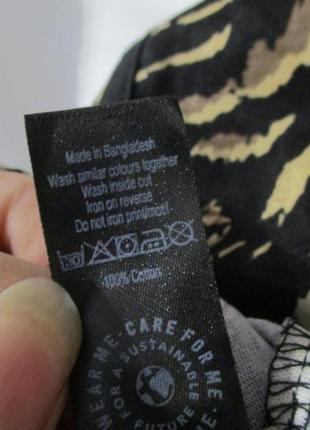 Made in Bangladesh
Wash similar colours together
Wash inside out
Iron on reverse
Do not iron print/motif.
100% Cotton
WEAR ME. CARE FOR ME.
FOR A SUSTAINABLE FUTURE